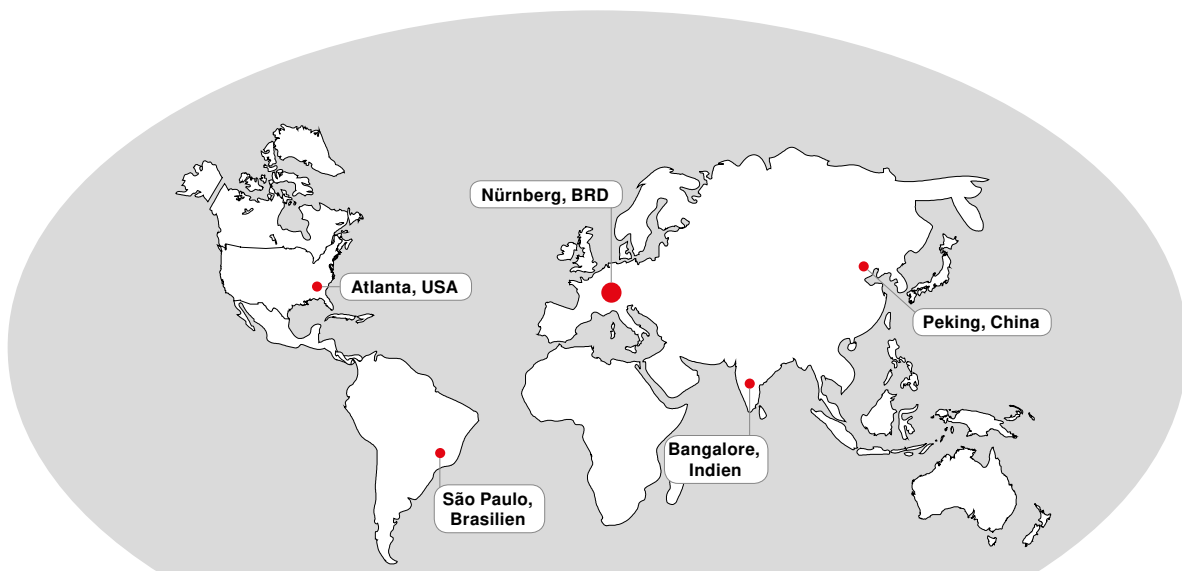 Nürnberg, BRD
Atlanta, USA
Peking, China
Bangalore,
Indien
São Paulo,
Brasilien